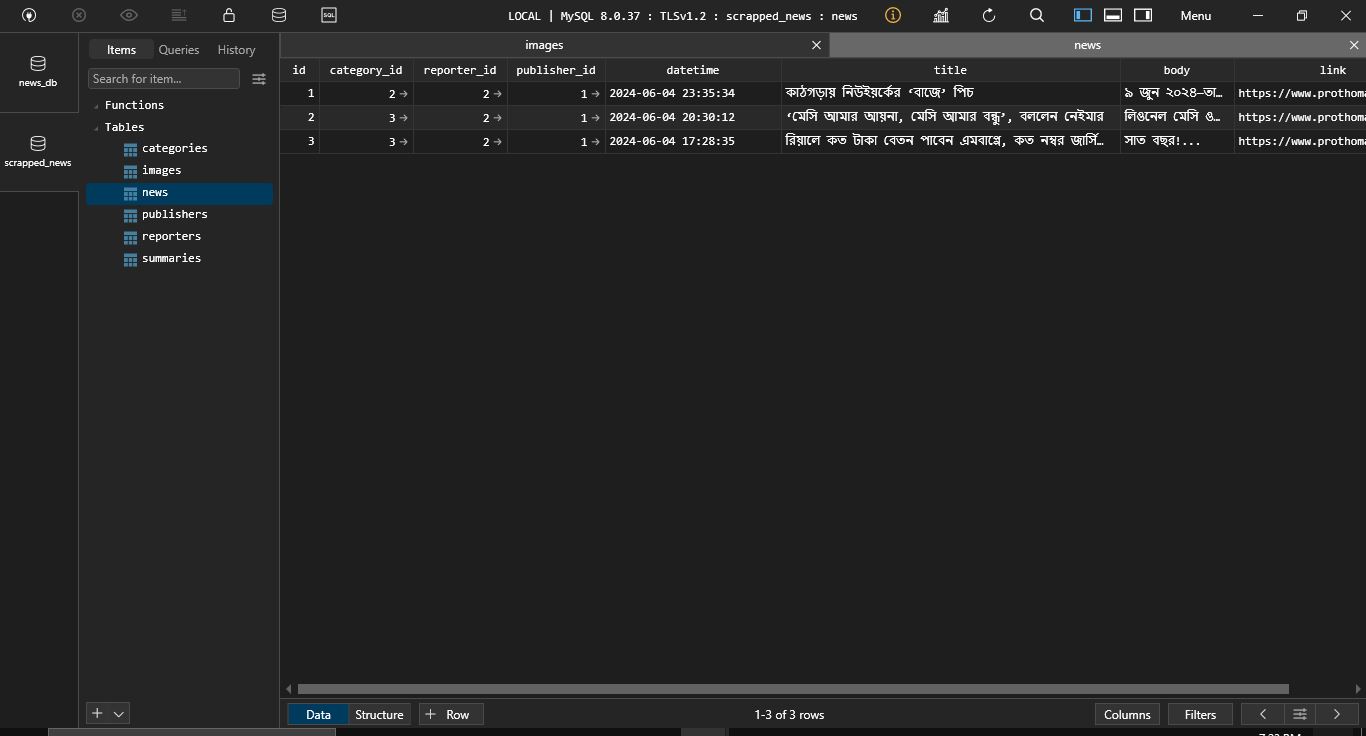 SQL LOCAL | MySQL 8.0.37 : TLSv1.2 : scrapped_news : news Menu
news_db
scrapped_news
Items Queries History
Search for item...
Functions
Tables
categories
images
news
publishers
reporters
summaries
images news
id category_id reporter_id publisher_id datetime title body link
1 2 2 1 2024-06-04 23:35:34 কাঠগড়ায় নিউইয়র্কের ‘বাজে’ পিচ ৯ জুন ২০২৪—তা… https://www.prothoma
2 3 2 1 2024-06-04 20:30:12 ‘মেসি আমার আয়না, মেসি আমার বন্ধু’, বললেন নেইমার লিওনেল মেসি ও… https://www.prothoma
3 3 2 1 2024-06-04 17:28:35 রিয়ালে কত টাকা বেতন পাবেন এমবাপ্পে, কত নম্বর জার্সি… সাত বছর!... https://www.prothoma
Data Structure + Row 1-3 of 3 rows Columns Filters